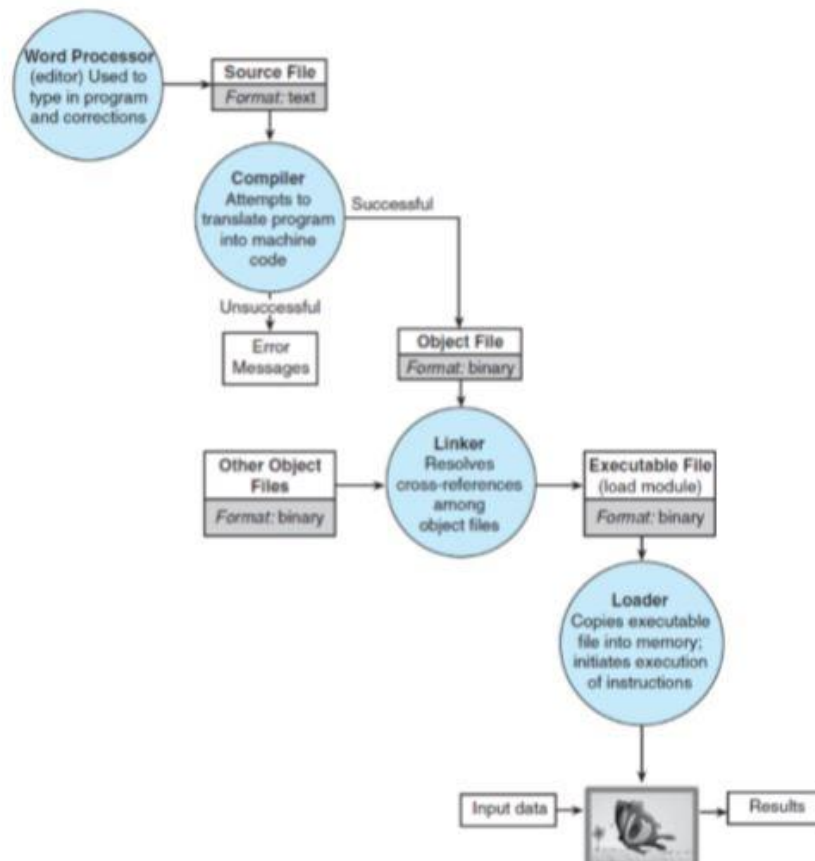 Word Processor
(editor) Used to
type in program
and corrections
Source File
Format: text
Compiler
Attempts to
translate program
into machine
code
Successful
Unsuccessful
Error
Messages
Object File
Format: binary
Other Object
Files
Format: binary
Linker
Resolves
cross-references
among
object files
Executable File
(load module)
Format: binary
Loader
Copies executable
file into memory;
initiates execution
of instructions
Input data
Results